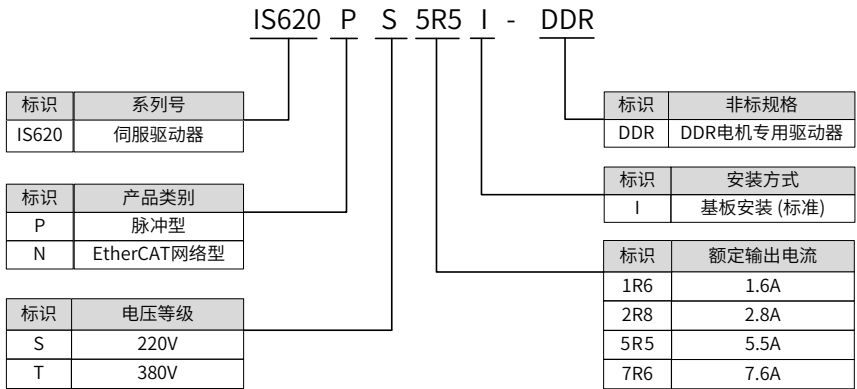 IS620 P S 5R5 I - DDR
标识 系列号
IS620 伺服驱动器
标识 产品类别
P 脉冲型
N EtherCAT网络型
标识 电压等级
S 220V
T 380V
标识 非标规格
DDR DDR电机专用驱动器
标识 安装方式
I 基板安装 (标准)
标识 额定输出电流
1R6 1.6A
2R8 2.8A
5R5 5.5A
7R6 7.6A